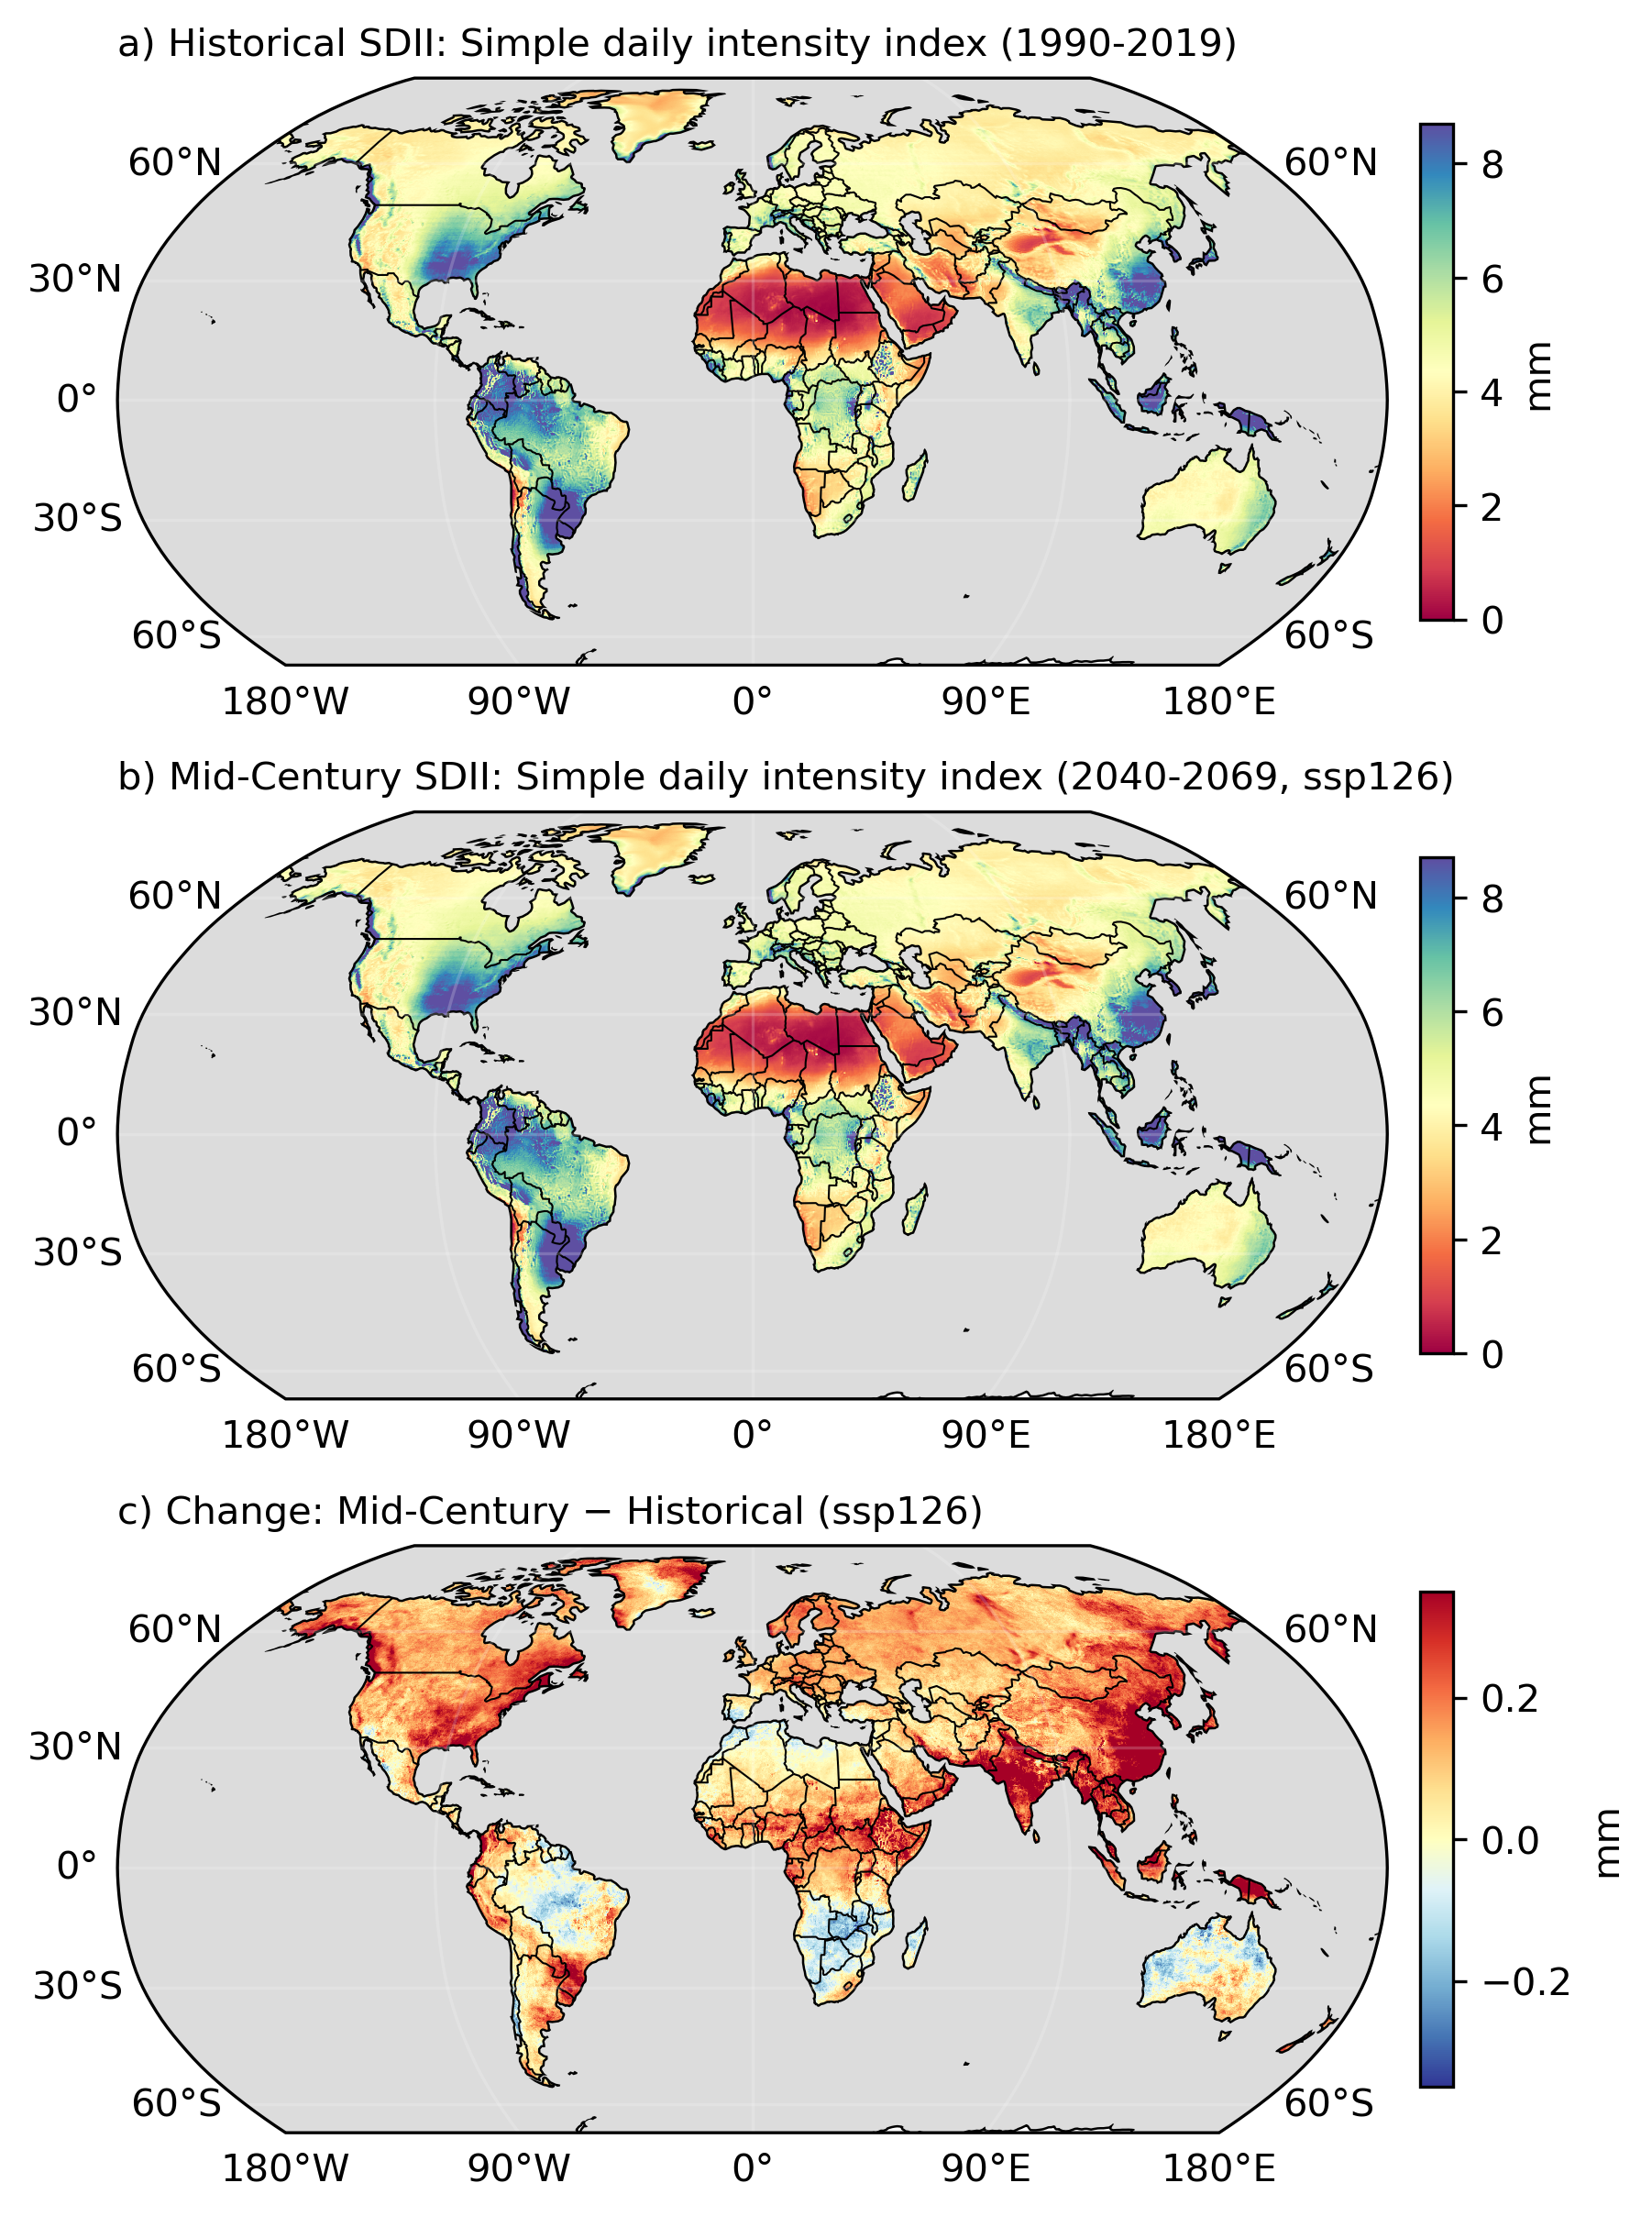 a) Historical SDII: Simple daily intensity index (1990-2019)
60°N 60°N
30°N
0°
30°S
60°S 60°S
180°W 90°W 0° 90°E 180°E
8
6
4
2
0
mm
b) Mid-Century SDII: Simple daily intensity index (2040-2069, ssp126)
60°N 60°N
30°N
0°
30°S
60°S 60°S
180°W 90°W 0° 90°E 180°E
8
6
4
2
0
mm
c) Change: Mid-Century − Historical (ssp126)
60°N 60°N
30°N
0°
30°S
60°S 60°S
180°W 90°W 0° 90°E 180°E
0.2
0.0
−0.2
mm